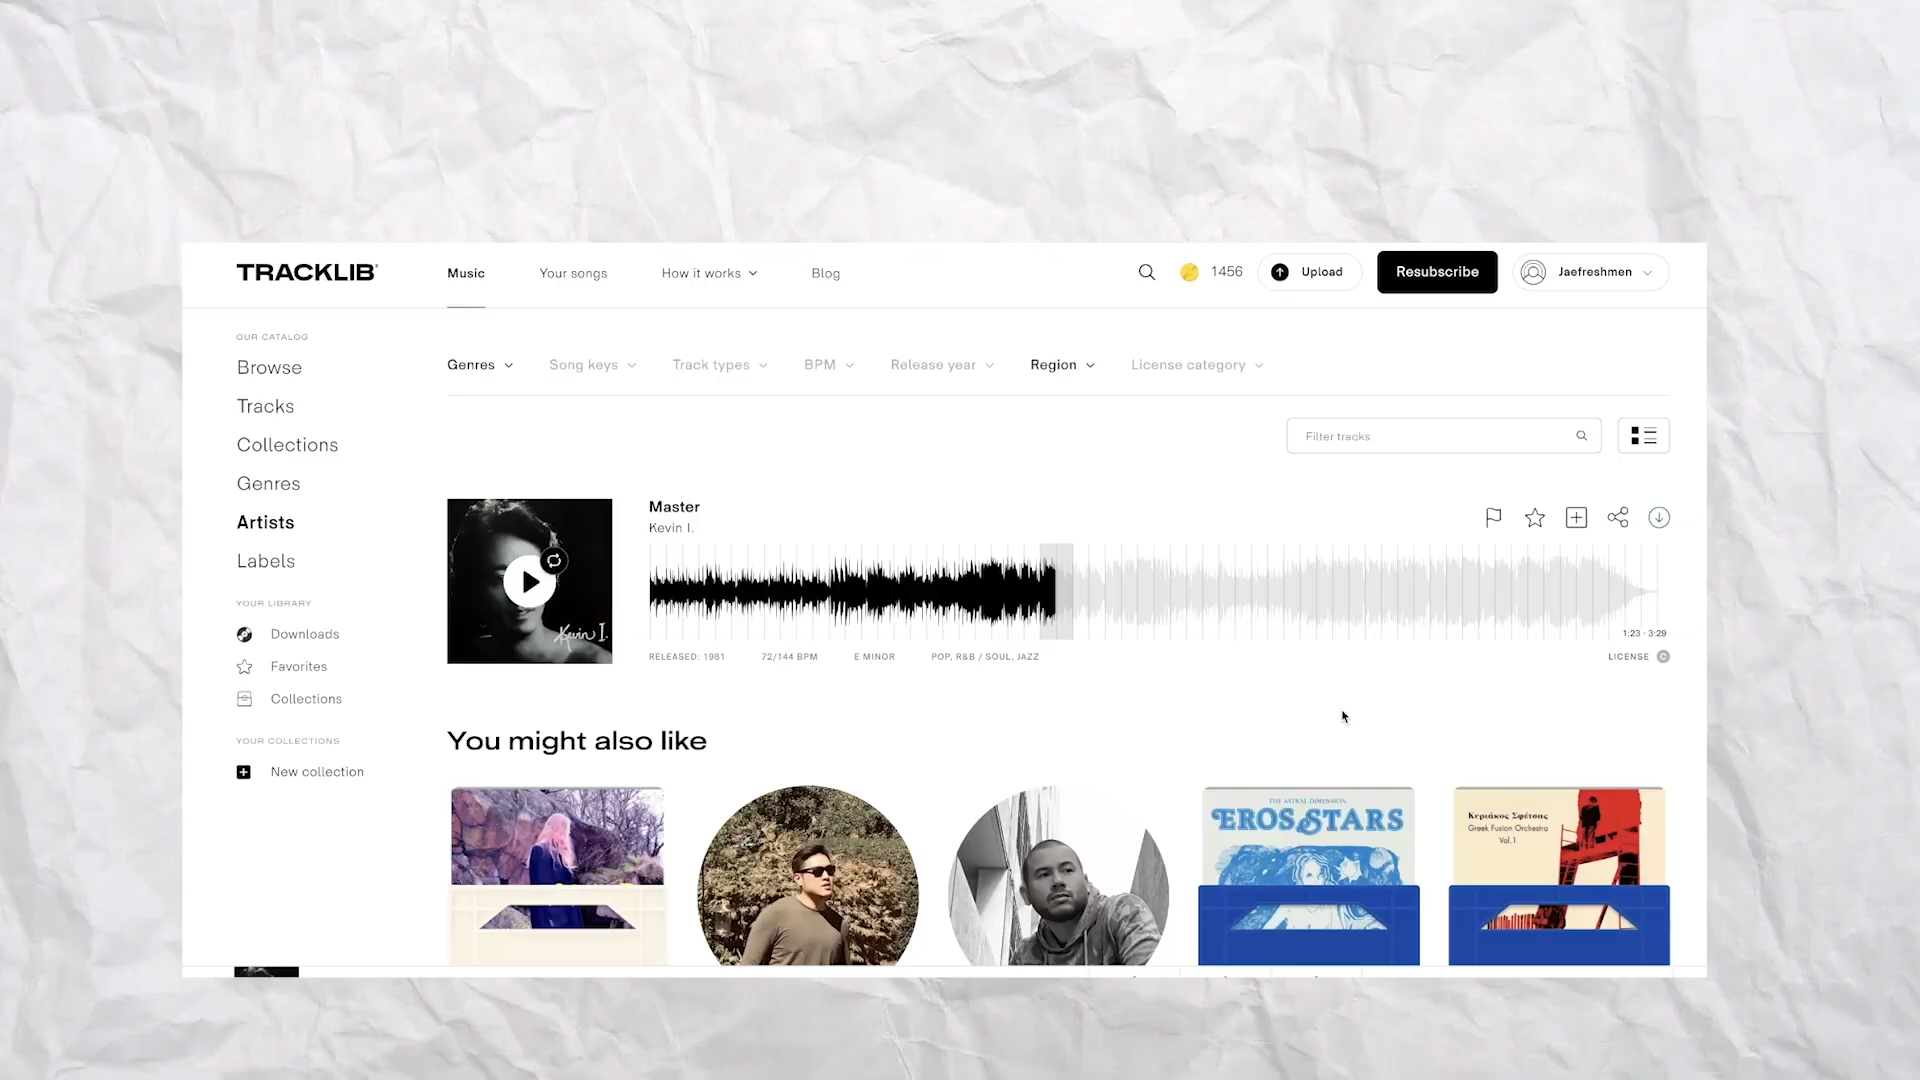 TRACKLIB
Music
Your songs
How it works
Blog
1456
Upload
Resubscribe
Jaefreshmen
OUR CATALOG
Browse
Tracks
Collections
Genres
Artists
Labels
YOUR LIBRARY
Downloads
Favorites
Collections
YOUR COLLECTIONS
New collection
Genres
Song keys
Track types
BPM
Release year
Region
License category
Filter tracks
Kevin I.
Master
Kevin I.
1:23 - 3:29
RELEASED: 1981
72/144 BPM
E MINOR
POP, R&B / SOUL, JAZZ
LICENSE C
You might also like
THE ASTRAL DIMENSION
EROS & STARS
Κυριάκος Σφέτσας
Greek Fusion Orchestra
Vol.1